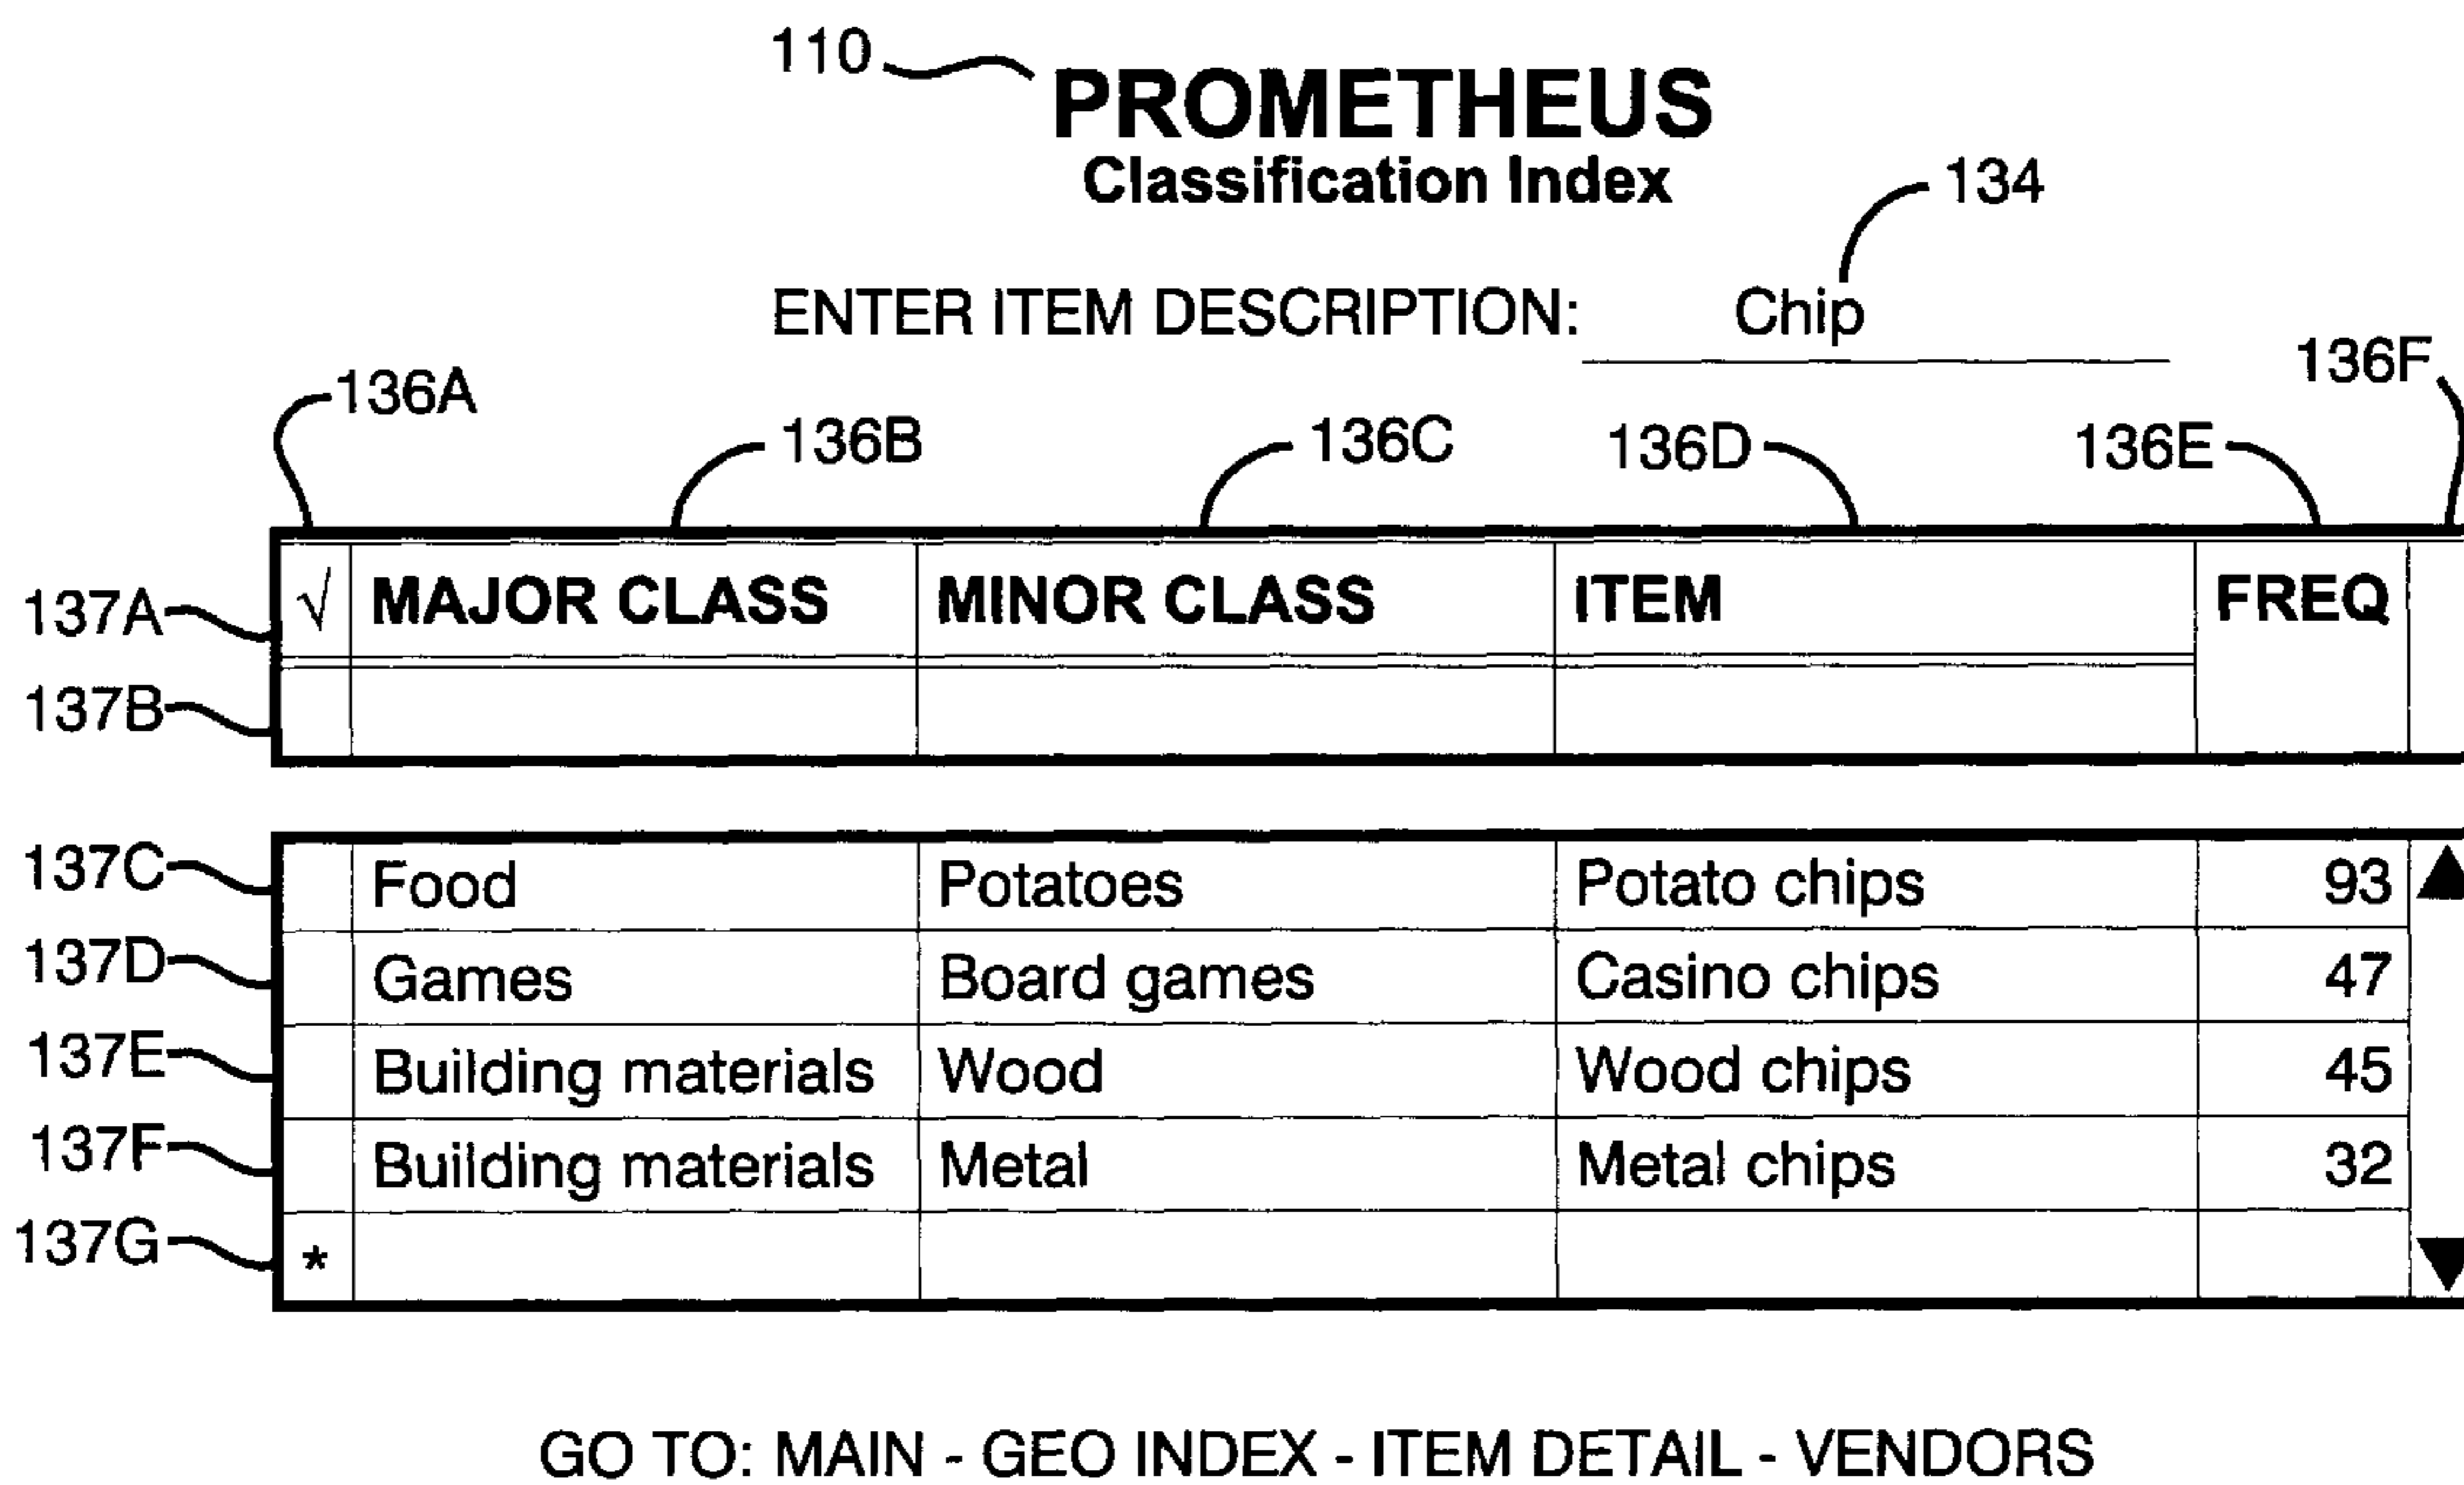 110
PROMETHEUS
Classification Index
134
ENTER ITEM DESCRIPTION: Chip
136A 136B 136C 136D 136E 136F
137A √ MAJOR CLASS MINOR CLASS ITEM FREQ
137B
137C Food Potatoes Potato chips 93
137D Games Board games Casino chips 47
137E Building materials Wood Wood chips 45
137F Building materials Metal Metal chips 32
137G *
GO TO: MAIN - GEO INDEX - ITEM DETAIL - VENDORS